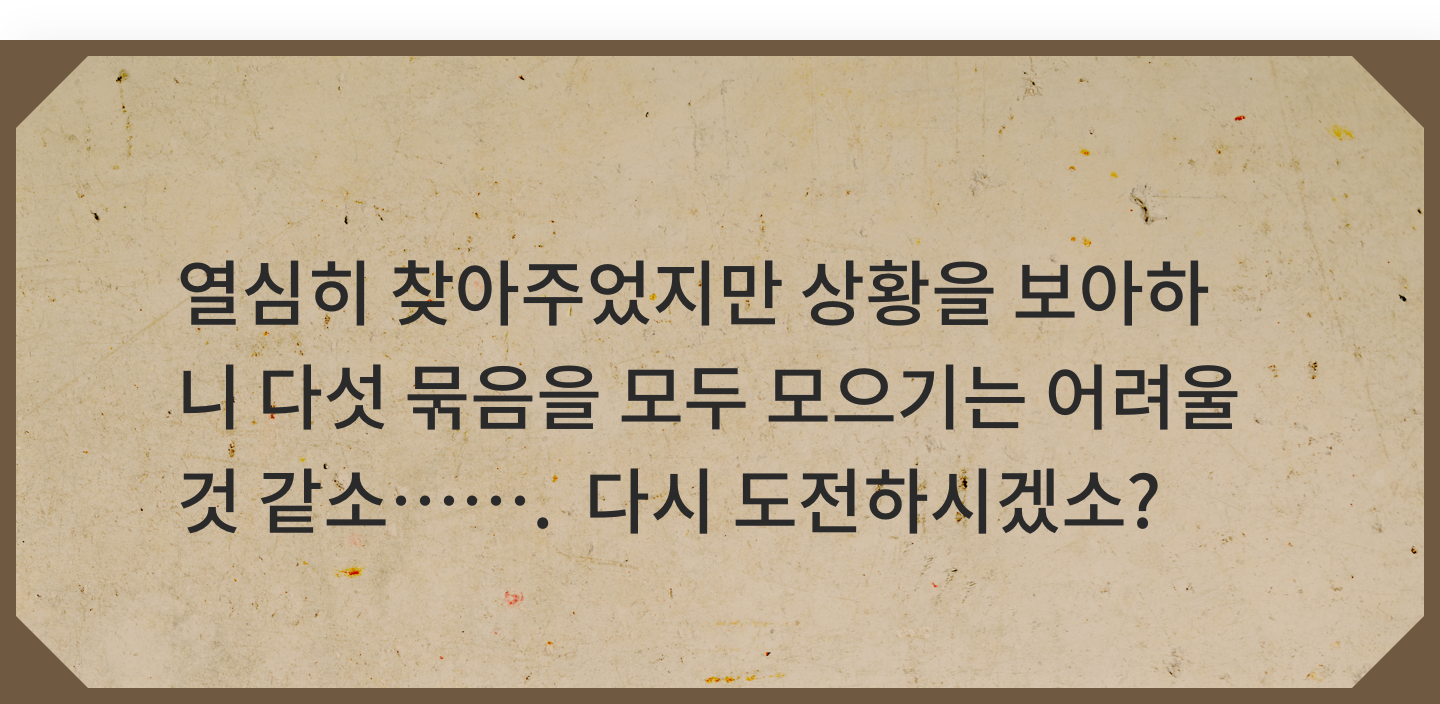 열심히 찾아주었지만 상황을 보아하
니 다섯 묶음을 모두 모으기는 어려울
것 같소……. 다시 도전하시겠소?